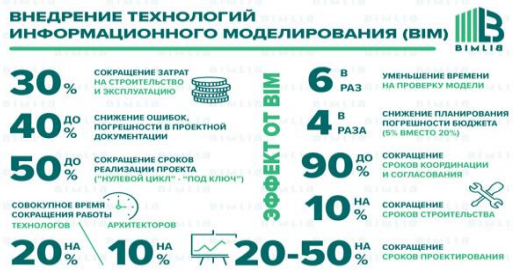 ВНЕДРЕНИЕ ТЕХНОЛОГИЙ
ИНФОРМАЦИОННОГО МОДЕЛИРОВАНИЯ (BIM)
BIMLIB
30%
СОКРАЩЕНИЕ ЗАТРАТ
НА СТРОИТЕЛЬСТВО
И ЭКСПЛУАТАЦИЮ
40 ДО %
СНИЖЕНИЕ ОШИБОК,
ПОГРЕШНОСТИ В ПРОЕКТНОЙ
ДОКУМЕНТАЦИИ
50 ДО %
СОКРАЩЕНИЕ СРОКОВ
РЕАЛИЗАЦИИ ПРОЕКТА
("НУЛЕВОЙ ЦИКЛ" - "ПОД КЛЮЧ")
СОВОКУПНОЕ ВРЕМЯ
СОКРАЩЕНИЯ РАБОТЫ
ТЕХНОЛОГОВ
20 НА %
АРХИТЕКТОРОВ
10 НА %
ЭФФЕКТ ОТ BIM
6 В РАЗ
УМЕНЬШЕНИЕ ВРЕМЕНИ
НА ПРОВЕРКУ МОДЕЛИ
4 В РАЗА
СНИЖЕНИЕ ПЛАНИРОВАНИЯ
ПОГРЕШНОСТИ БЮДЖЕТА
(5% ВМЕСТО 20%)
90 ДО %
СОКРАЩЕНИЕ
СРОКОВ КООРДИНАЦИИ
И СОГЛАСОВАНИЯ
10 НА %
СОКРАЩЕНИЕ
СРОКОВ СТРОИТЕЛЬСТВА
20-50 НА %
СОКРАЩЕНИЕ
СРОКОВ ПРОЕКТИРОВАНИЯ